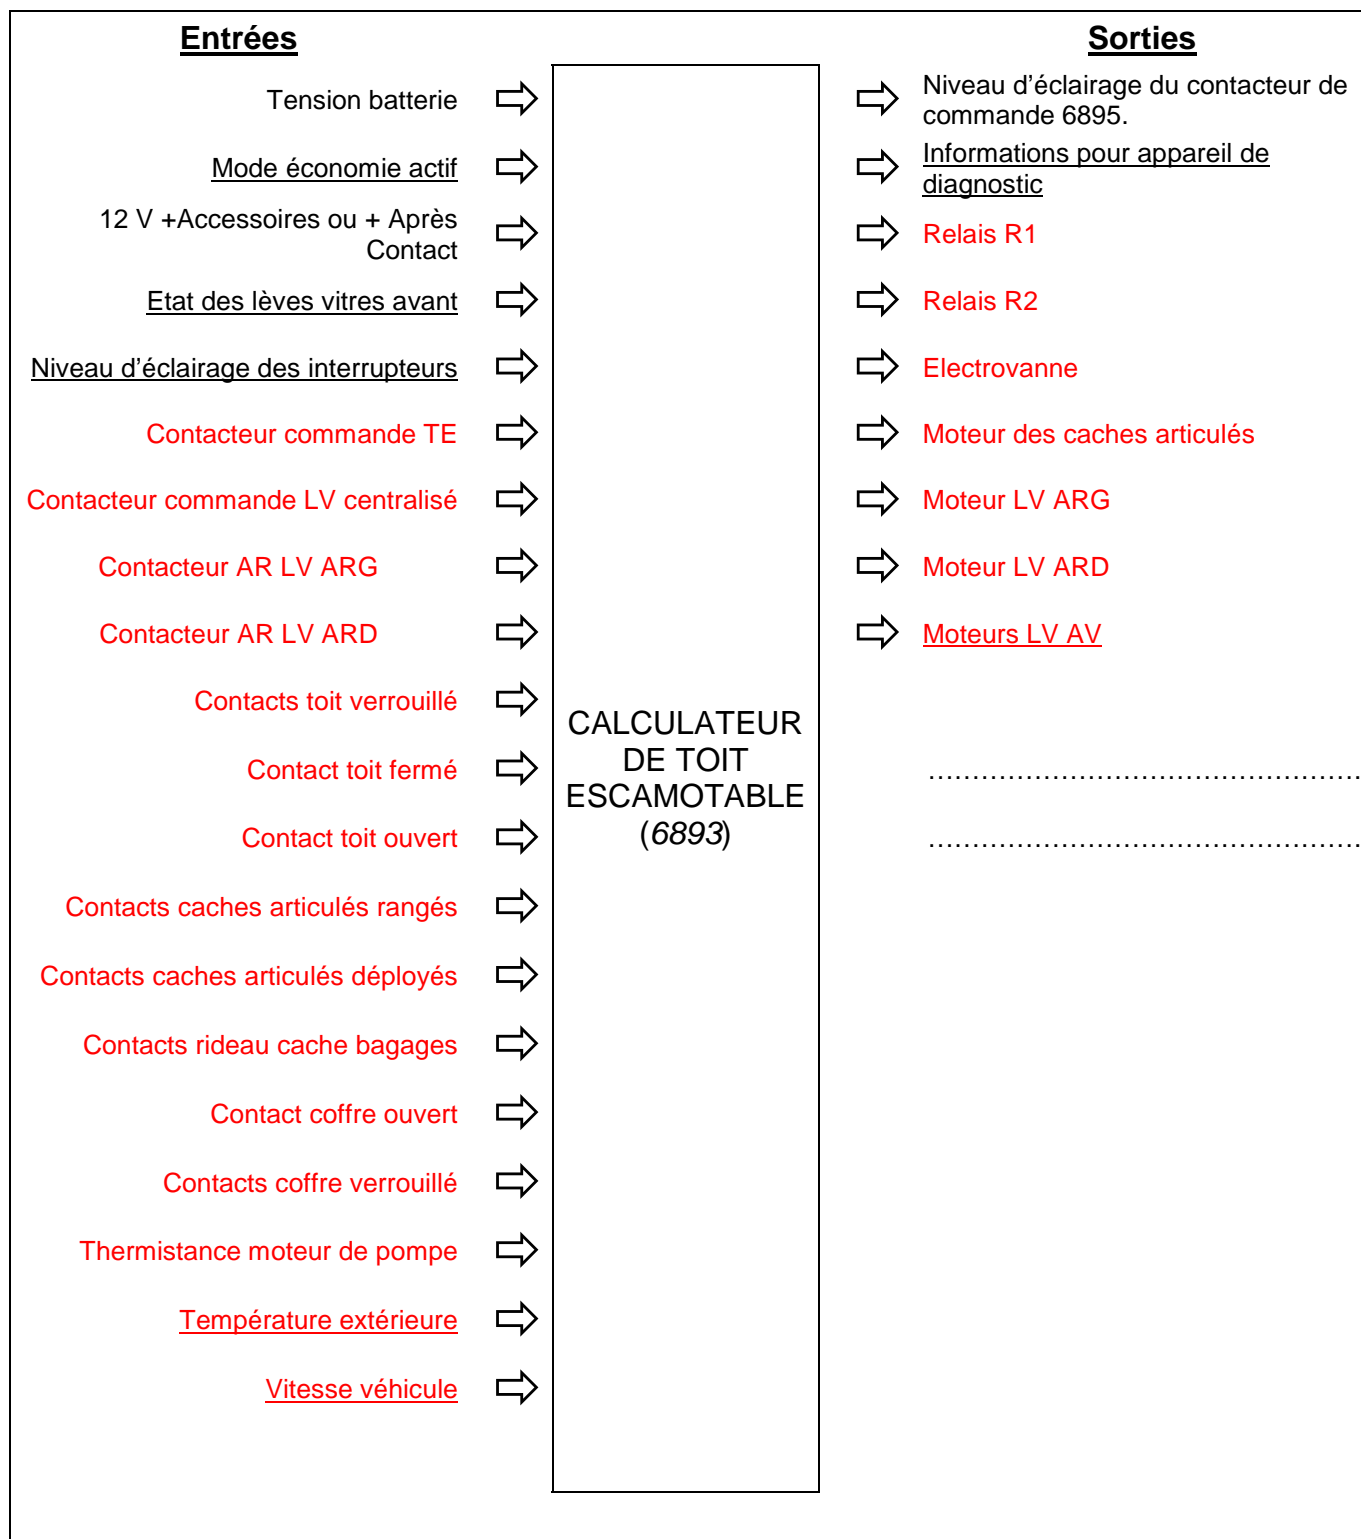 Entrées
Tension batterie
Mode économie actif
12 V +Accessoires ou + Après
Contact
Etat des lèves vitres avant
Niveau d'éclairage des interrupteurs
Contacteur commande TE
Contacteur commande LV centralisé
Contacteur AR LV ARG
Contacteur AR LV ARD
Contacts toit verrouillé
Contact toit fermé
Contact toit ouvert
Contacts caches articulés rangés
Contacts caches articulés déployés
Contacts rideau cache bagages
Contact coffre ouvert
Contacts coffre verrouillé
Thermistance moteur de pompe
Température extérieure
Vitesse véhicule
CALCULATEUR
DE TOIT
ESCAMOTABLE
(6893)
Sorties
Niveau d'éclairage du contacteur de
commande 6895.
Informations pour appareil de
diagnostic
Relais R1
Relais R2
Electrovanne
Moteur des caches articulés
Moteur LV ARG
Moteur LV ARD
Moteurs LV AV
……………………………………………
……………………………………………